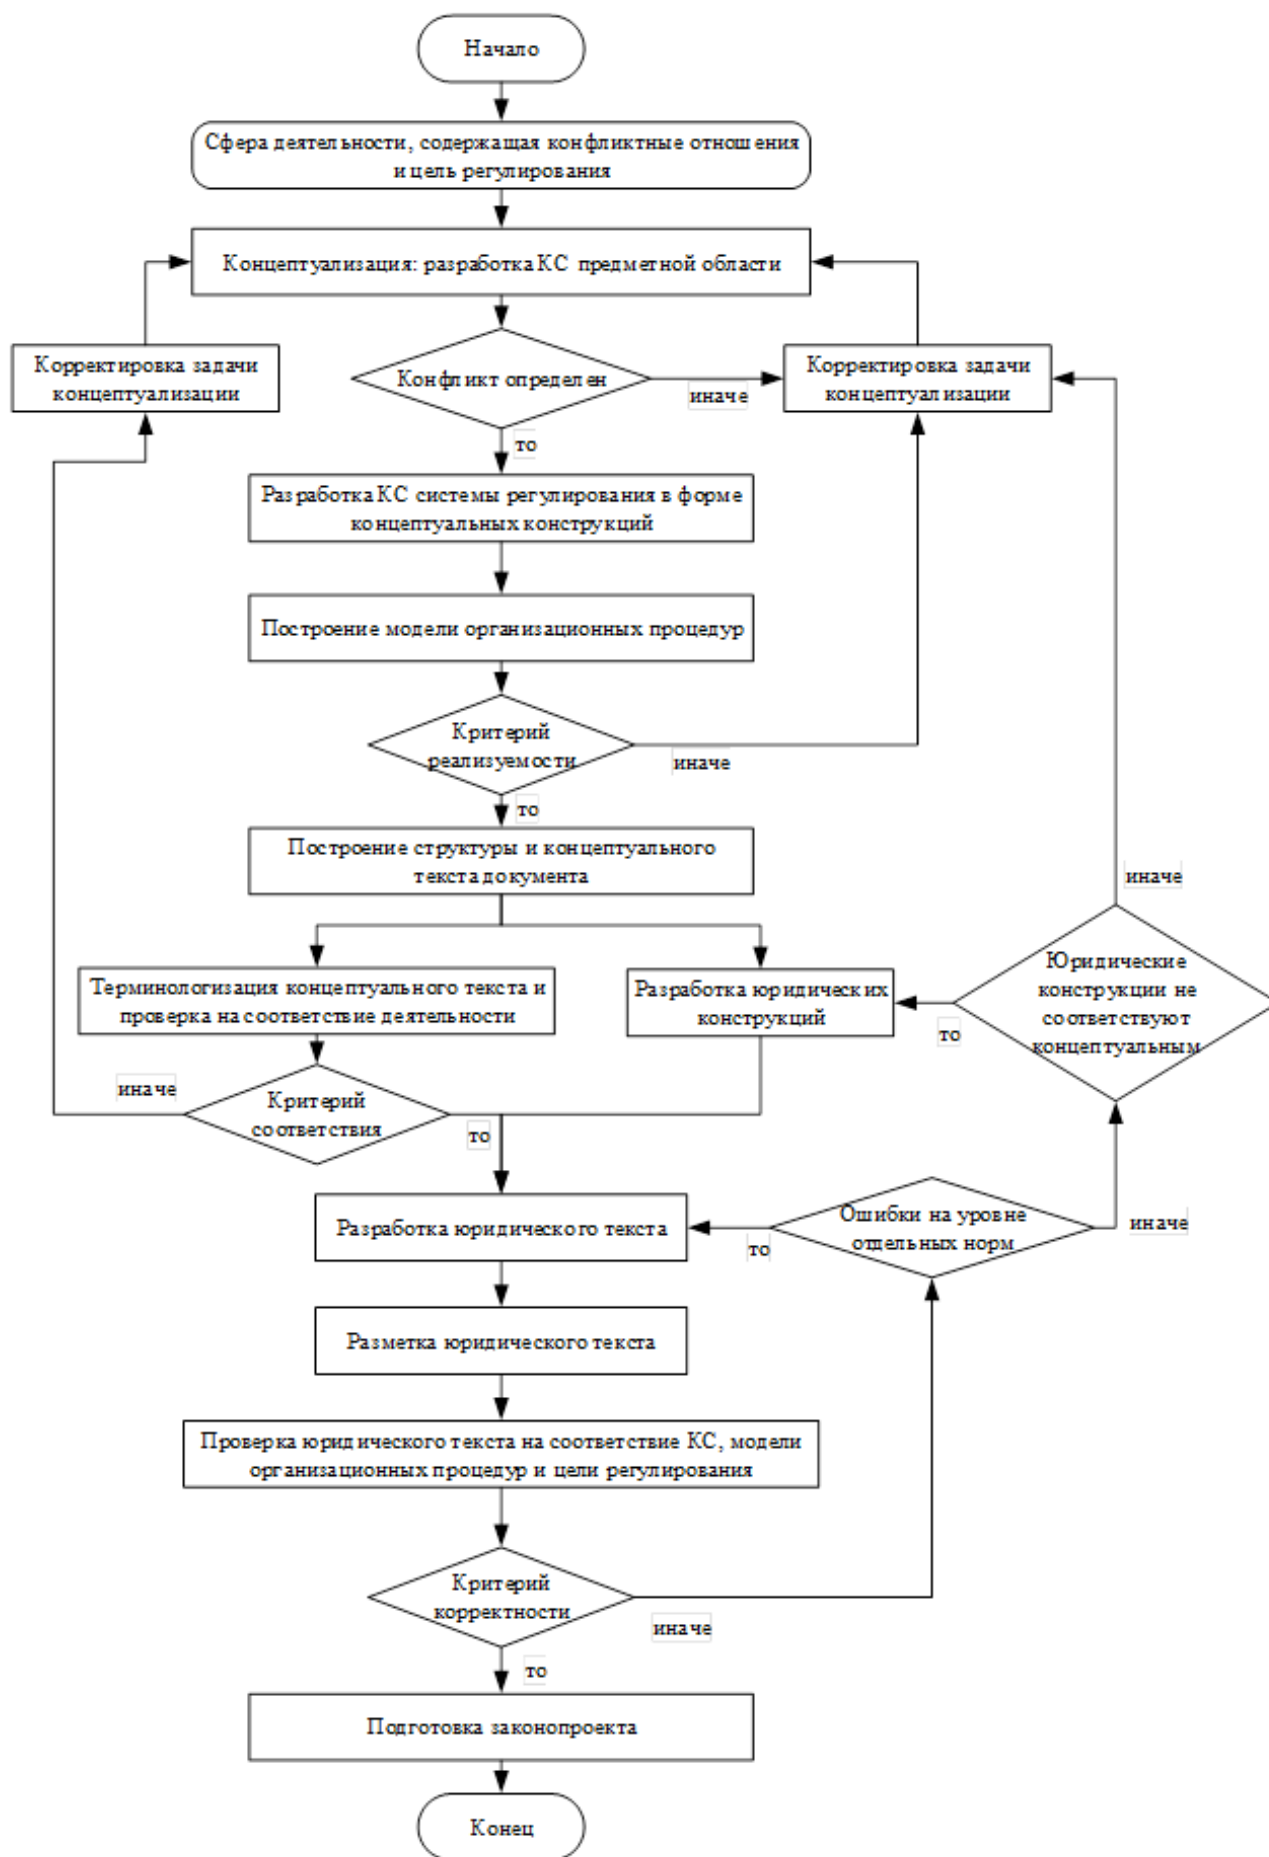 Начало
Сфера деятельности, содержащая конфликтные отношения
и цель регулирования
Концептуализация: разработка КС предметной области
Корректировка задачи
концептуализации
Конфликт определен
иначе
Корректировка задачи
концептуализации
то
Разработка КС системы регулирования в форме
концептуальных конструкций
Построение модели организационных процедур
Критерий
реализуемости
иначе
то
Построение структуры и концептуального
текста документа
иначе
Терминологизация концептуального текста и
проверка на соответствие деятельности
Разработка юридических
конструкций
Юридические
конструкции не
соответствуют
концептуальным
то
иначе
Критерий
соответствия
то
Разработка юридического текста
то
Ошибки на уровне
отдельных норм
иначе
Разметка юридического текста
Проверка юридического текста на соответствие КС, модели
организационных процедур и цели регулирования
Критерий
корректности
иначе
то
Подготовка законопроекта
Конец